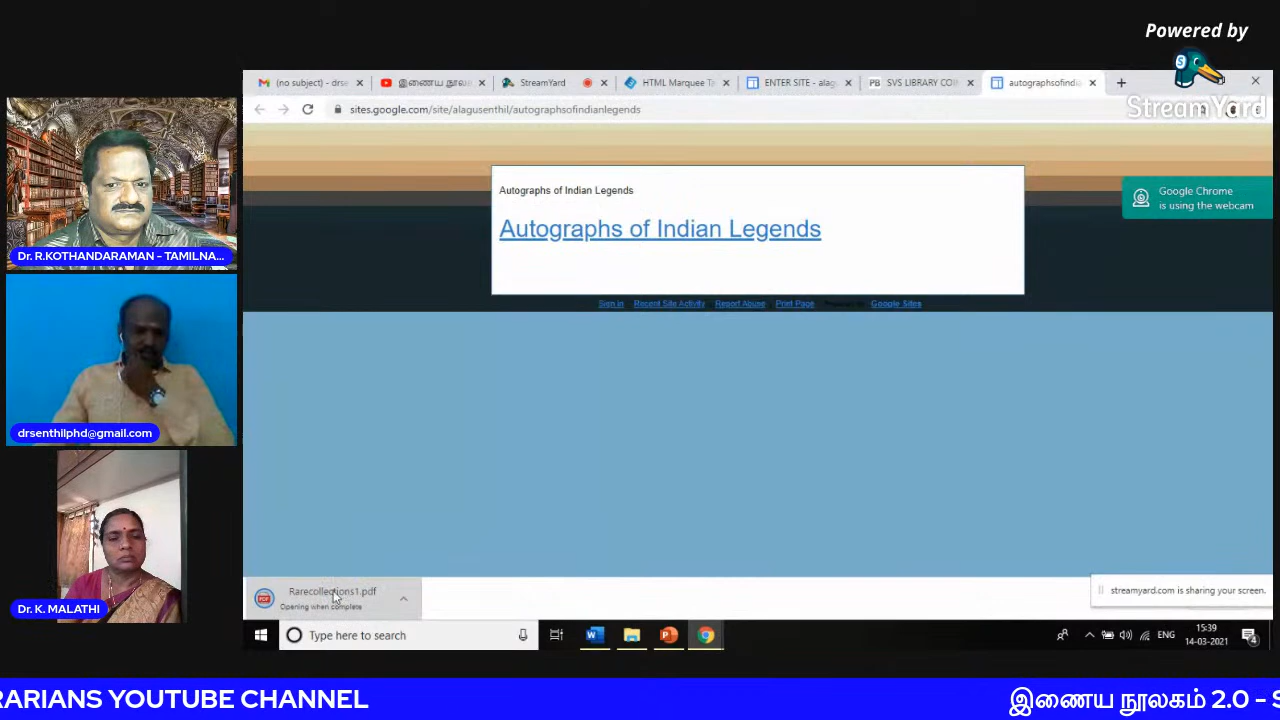 Powered by
StreamYard
(no subject) - drse
இணைய நூல
StreamYard
HTML Marquee T
ENTER SITE - alag
PB SVS LIBRARY CO
autographsofindia
sites.google.com/site/alagusenthil/autographsofindianlegends
Autographs of Indian Legends
Autographs of Indian Legends
Google Chrome
is using the webcam
Sign in Recent Site Activity Report Abuse Print Page Google Sites
Dr. R.KOTHANDARAMAN - TAMILNA...
drsenthilphd@gmail.com
Dr. K. MALATHI
Rarecollections1.pdf
Opening when complete
streamyard.com is sharing your screen.
Type here to search
ENG
15:39
14-03-2021
RARIANS YOUTUBE CHANNEL
இணைய நூலகம் 2.0 - S